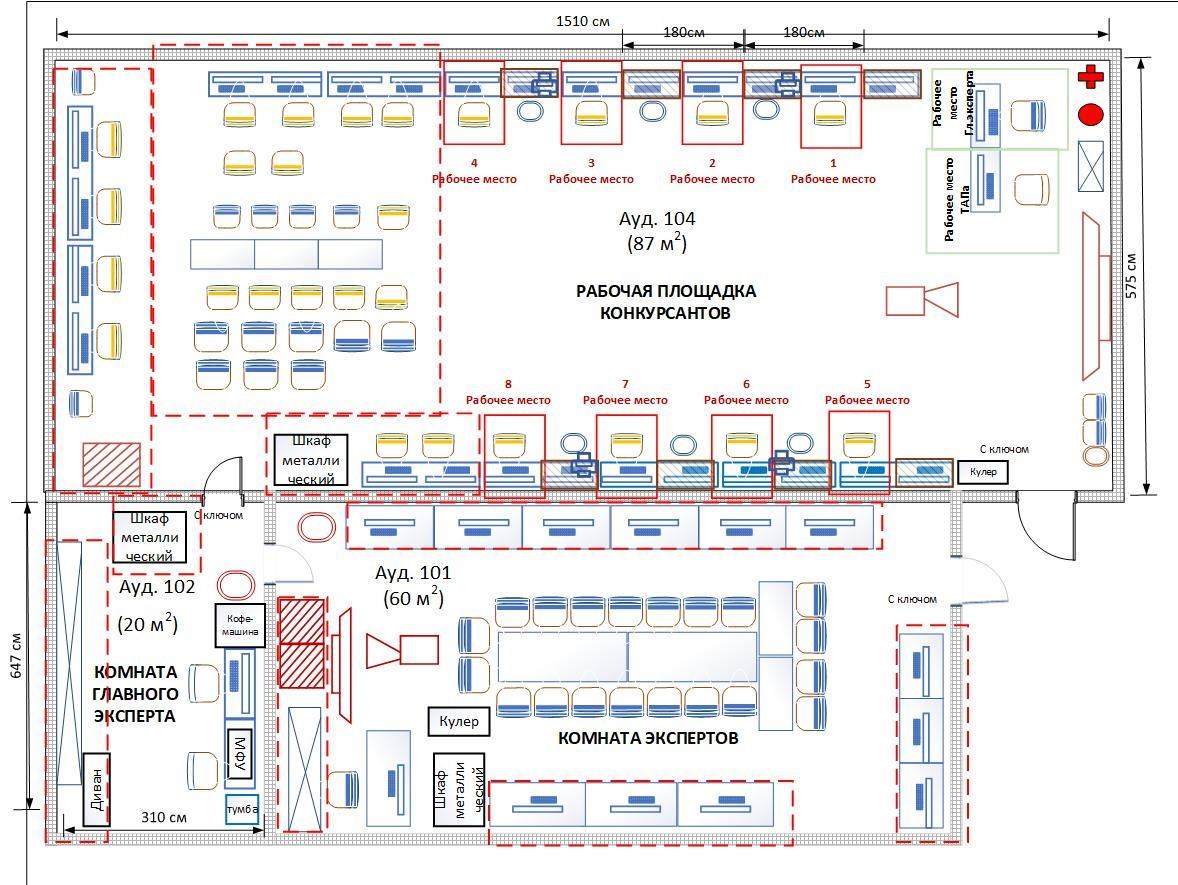 1510 см
180см
180см
Рабочее
место
Гл.эксперта
Рабочее место
ТАПа
4
Рабочее место
3
Рабочее место
2
Рабочее место
1
Рабочее место
Ауд. 104
(87 м2)
РАБОЧАЯ ПЛОЩАДКА
КОНКУРСАНТОВ
575 см
8
Рабочее место
7
Рабочее место
6
Рабочее место
5
Рабочее место
Шкаф
металли
ческий
С ключом
Кулер
С ключом
Шкаф
металли
ческий
Ауд. 102
(20 м2)
Кофе-
машина
КОМНАТА
ГЛАВНОГО
ЭКСПЕРТА
647 см
Мфу
Диван
тумба
310 см
Ауд. 101
(60 м2)
С ключом
Кулер
КОМНАТА ЭКСПЕРТОВ
Шкаф
металли
ческий